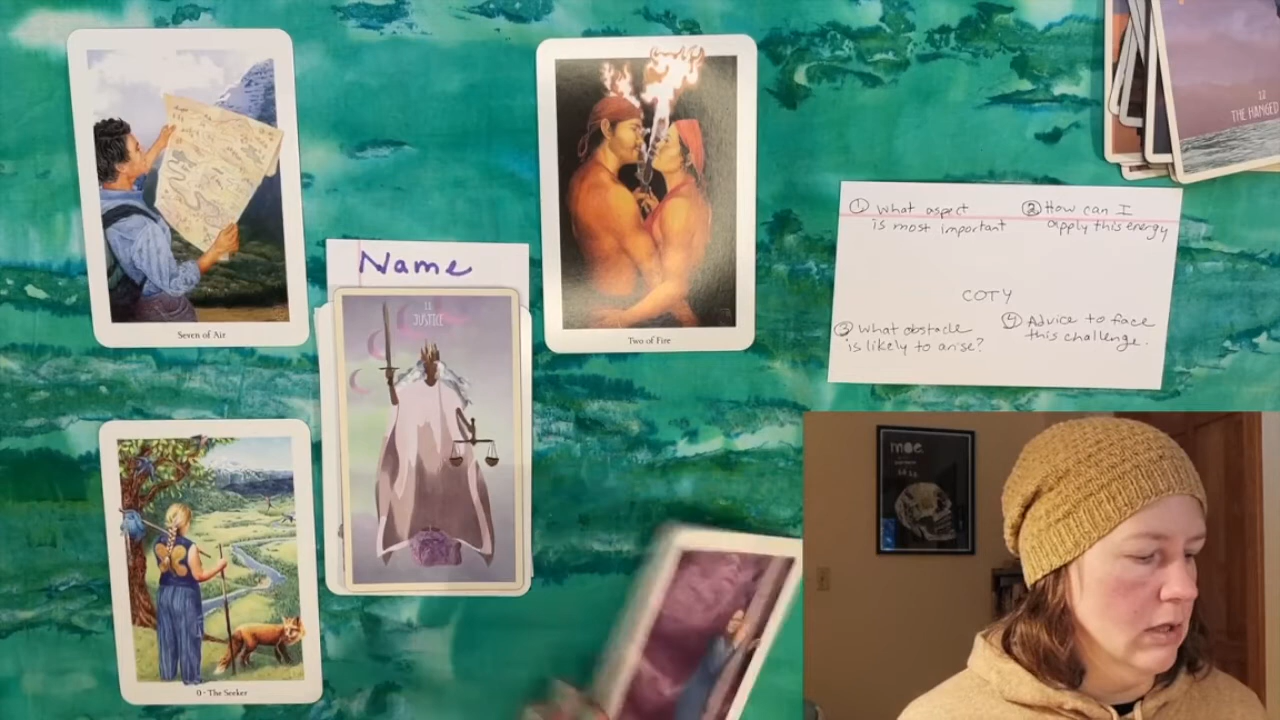 Seven of Air
Two of Fire
Name
11
JUSTICE
0 - The Seeker
12
THE HANGED
① What aspect
is most important
② How can I
apply this energy
COTY
③ What obstacle
is likely to arise?
④ Advice to face
this challenge.
moe.